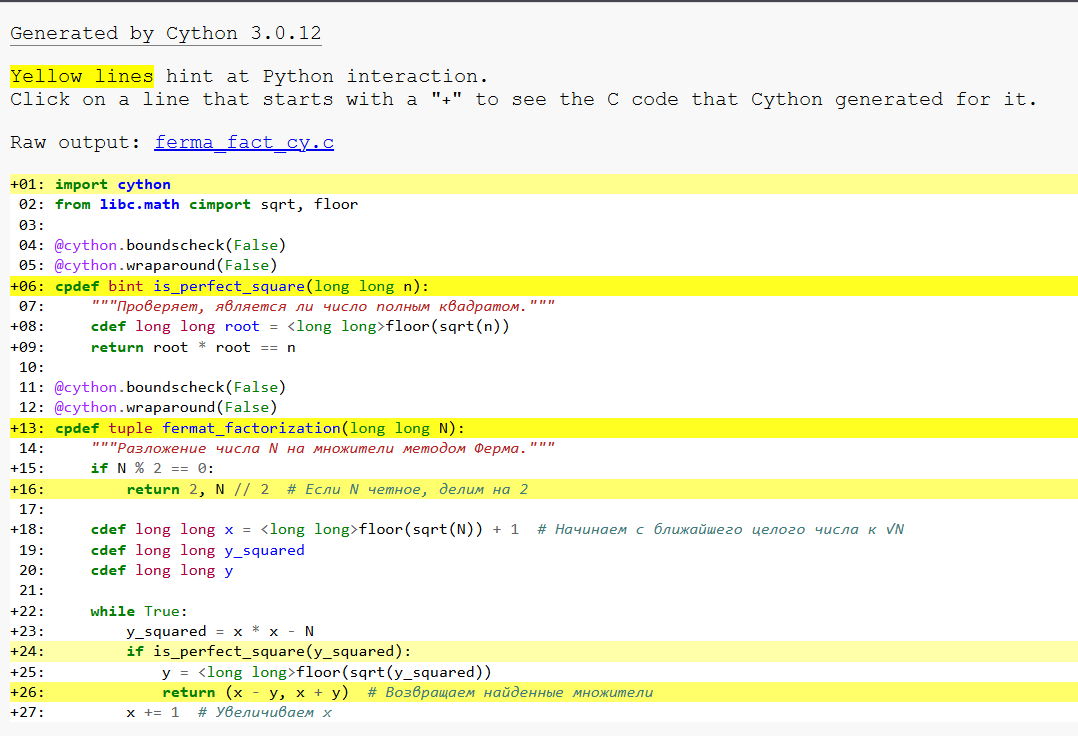 Generated by Cython 3.0.12
Yellow lines hint at Python interaction.
Click on a line that starts with a "+" to see the C code that Cython generated for it.
Raw output: ferma_fact_cy.c
+01: import cython
 02: from libc.math cimport sqrt, floor
 03:
 04: @cython.boundscheck(False)
 05: @cython.wraparound(False)
+06: cpdef bint is_perfect_square(long long n):
 07:     """Проверяет, является ли число полным квадратом."""
+08:     cdef long long root = <long long>floor(sqrt(n))
+09:     return root * root == n
 10:
 11: @cython.boundscheck(False)
 12: @cython.wraparound(False)
+13: cpdef tuple fermat_factorization(long long N):
 14:     """Разложение числа N на множители методом Ферма."""
+15:     if N % 2 == 0:
+16:         return 2, N // 2  # Если N четное, делим на 2
 17:
+18:     cdef long long x = <long long>floor(sqrt(N)) + 1  # Начинаем с ближайшего целого числа к √N
 19:     cdef long long y_squared
 20:     cdef long long y
 21:
+22:     while True:
+23:         y_squared = x * x - N
+24:         if is_perfect_square(y_squared):
+25:             y = <long long>floor(sqrt(y_squared))
+26:             return (x - y, x + y)  # Возвращаем найденные множители
+27:         x += 1  # Увеличиваем x